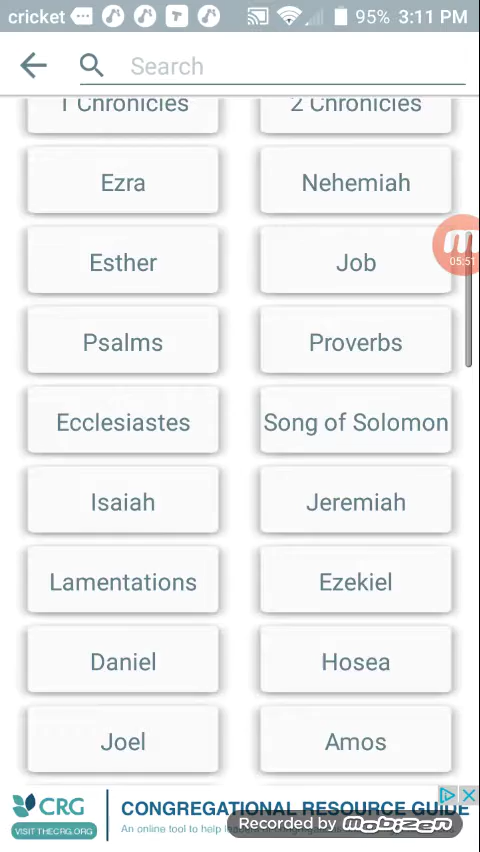 cricket 95% 3:11 PM
Search
1 Chronicles 2 Chronicles
Ezra Nehemiah
Esther Job
05:51
Psalms Proverbs
Ecclesiastes Song of Solomon
Isaiah Jeremiah
Lamentations Ezekiel
Daniel Hosea
Joel Amos
CRG CONGREGATIONAL RESOURCE GUIDE
VISIT THECRG.ORG An online tool to help
Recorded by MOBIZEN